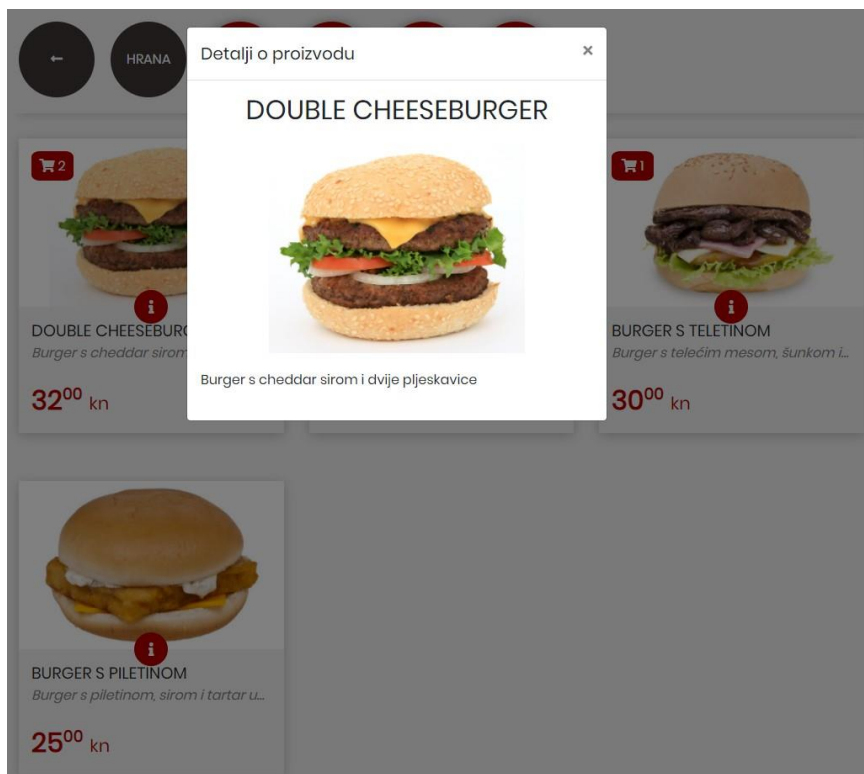 HRANA
Detalji o proizvodu ×
DOUBLE CHEESEBURGER
Burger s cheddar sirom i dvije pljeskavice
2
DOUBLE CHEESEBURG
Burger s cheddar sirom
32⁰⁰ kn
1
BURGER S TELETINOM
Burger s telećim mesom, šunkom i...
30⁰⁰ kn
BURGER S PILETINOM
Burger s piletinom, sirom i tartar u...
25⁰⁰ kn